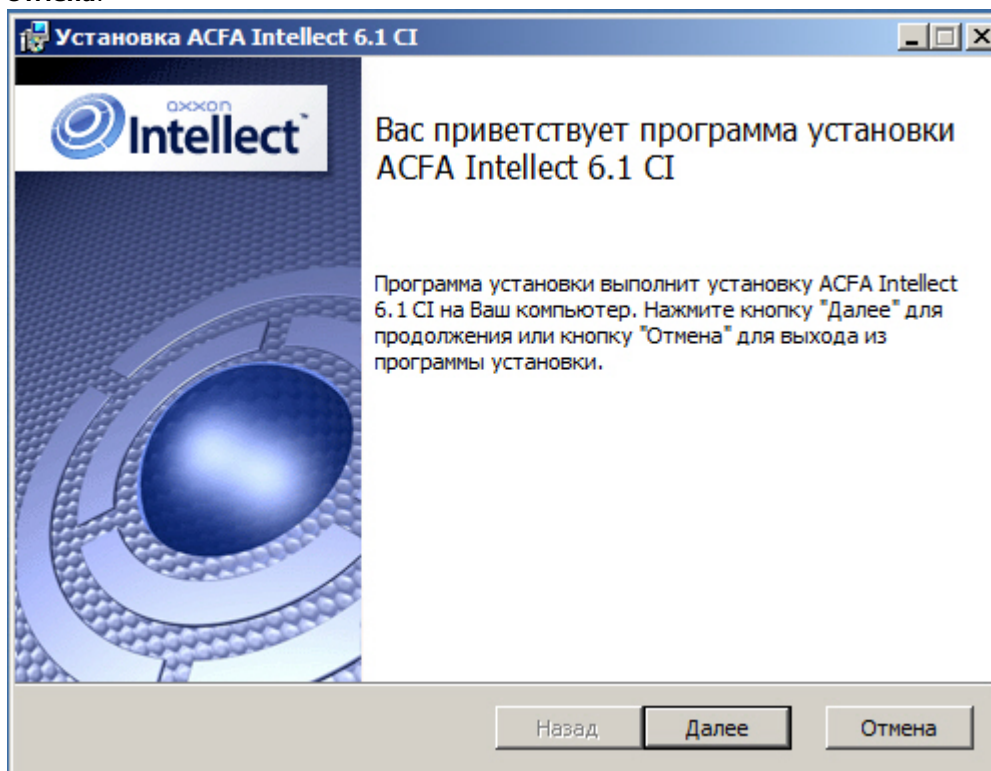 Установка ACFA Intellect 6.1 CI
axxon
Intellect™
Вас приветствует программа установки
ACFA Intellect 6.1 CI
Программа установки выполнит установку ACFA Intellect
6.1 CI на Ваш компьютер. Нажмите кнопку "Далее" для
продолжения или кнопку "Отмена" для выхода из
программы установки.
Назад
Далее
Отмена